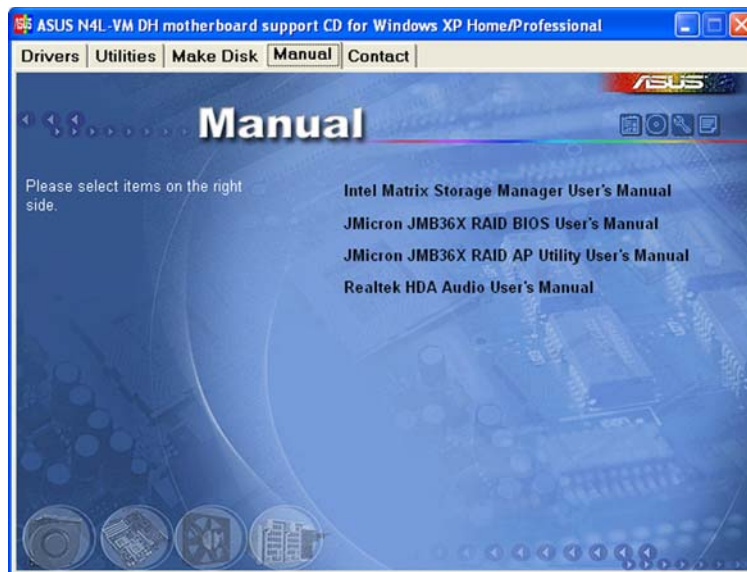 ASUS N4L-VM DH motherboard support CD for Windows XP Home/Professional
Drivers Utilities Make Disk Manual Contact
ASUS
Manual
Please select items on the right
side.
Intel Matrix Storage Manager User's Manual
JMicron JMB36X RAID BIOS User's Manual
JMicron JMB36X RAID AP Utility User's Manual
Realtek HDA Audio User's Manual